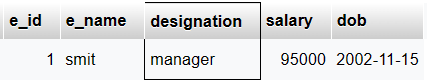 e_id e_name designation salary dob
1 smit manager 95000 2002-11-15